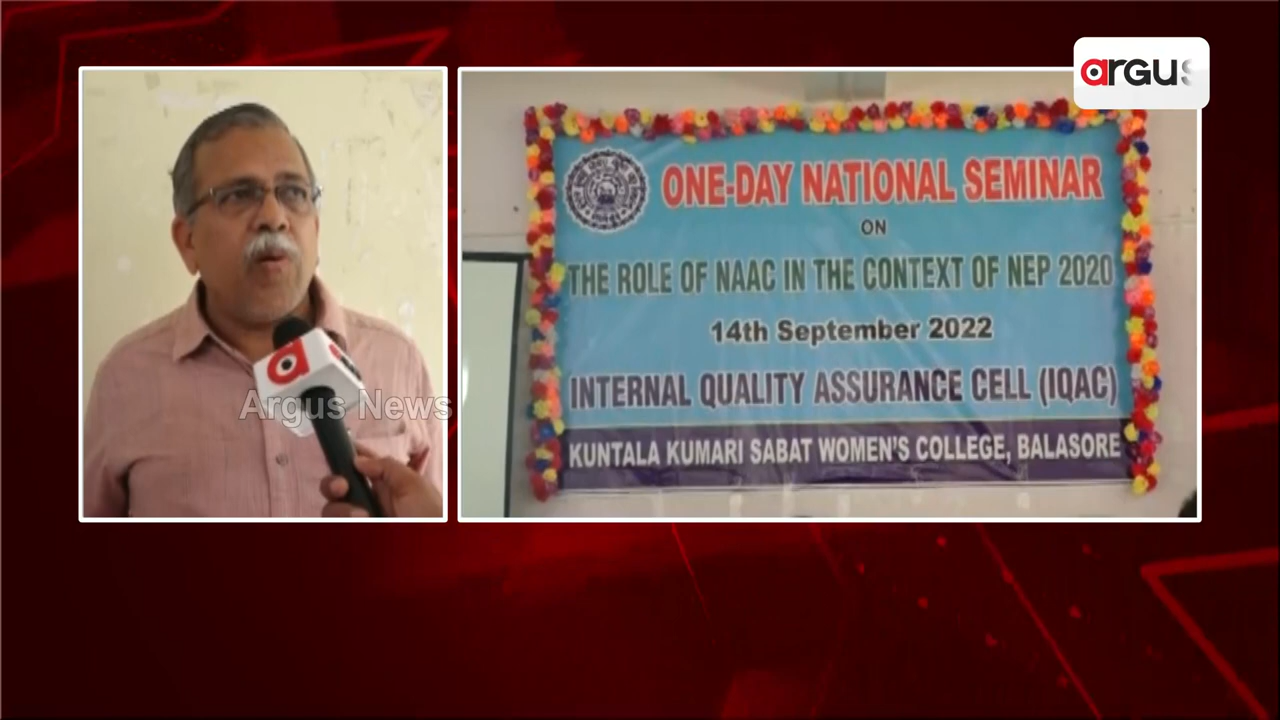 argus
ONE-DAY NATIONAL SEMINAR
ON
THE ROLE OF NAAC IN THE CONTEXT OF NEP 2020
14th September 2022
INTERNAL QUALITY ASSURANCE CELL (IQAC)
KUNTALA KUMARI SABAT WOMEN'S COLLEGE, BALASORE
Argus News